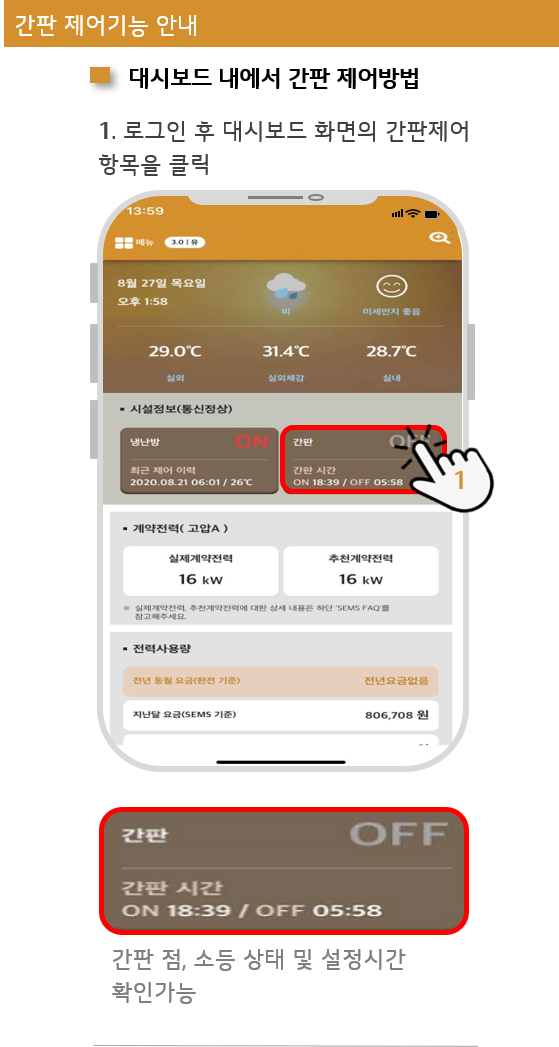 간판 제어기능 안내
대시보드 내에서 간판 제어방법
1. 로그인 후 대시보드 화면의 간판제어
항목을 클릭
13:59
메뉴 3.0 I 유
8월 27일 목요일
오후 1:58
비
미세먼지 좋음
29.0℃ 31.4℃ 28.7℃
실외 실외체감 실내
▪ 시설정보(통신정상)
냉난방 ON
최근 제어 이력
2020.08.21 06:01 / 26℃
간판 OFF
간판 시간
ON 18:39 / OFF 05:58
1
▪ 계약전력( 고압A )
실제계약전력 추천계약전력
16 kW 16 kW
※ 실제계약전력, 추천계약전력에 대한 상세 내용은 하단 'SEMS FAQ'를
참고해주세요.
▪ 전력사용량
전년 동월 요금(한전 기준) 전년요금없음
지난달 요금(SEMS 기준) 806,708 원
간판 OFF
간판 시간
ON 18:39 / OFF 05:58
간판 점, 소등 상태 및 설정시간
확인가능